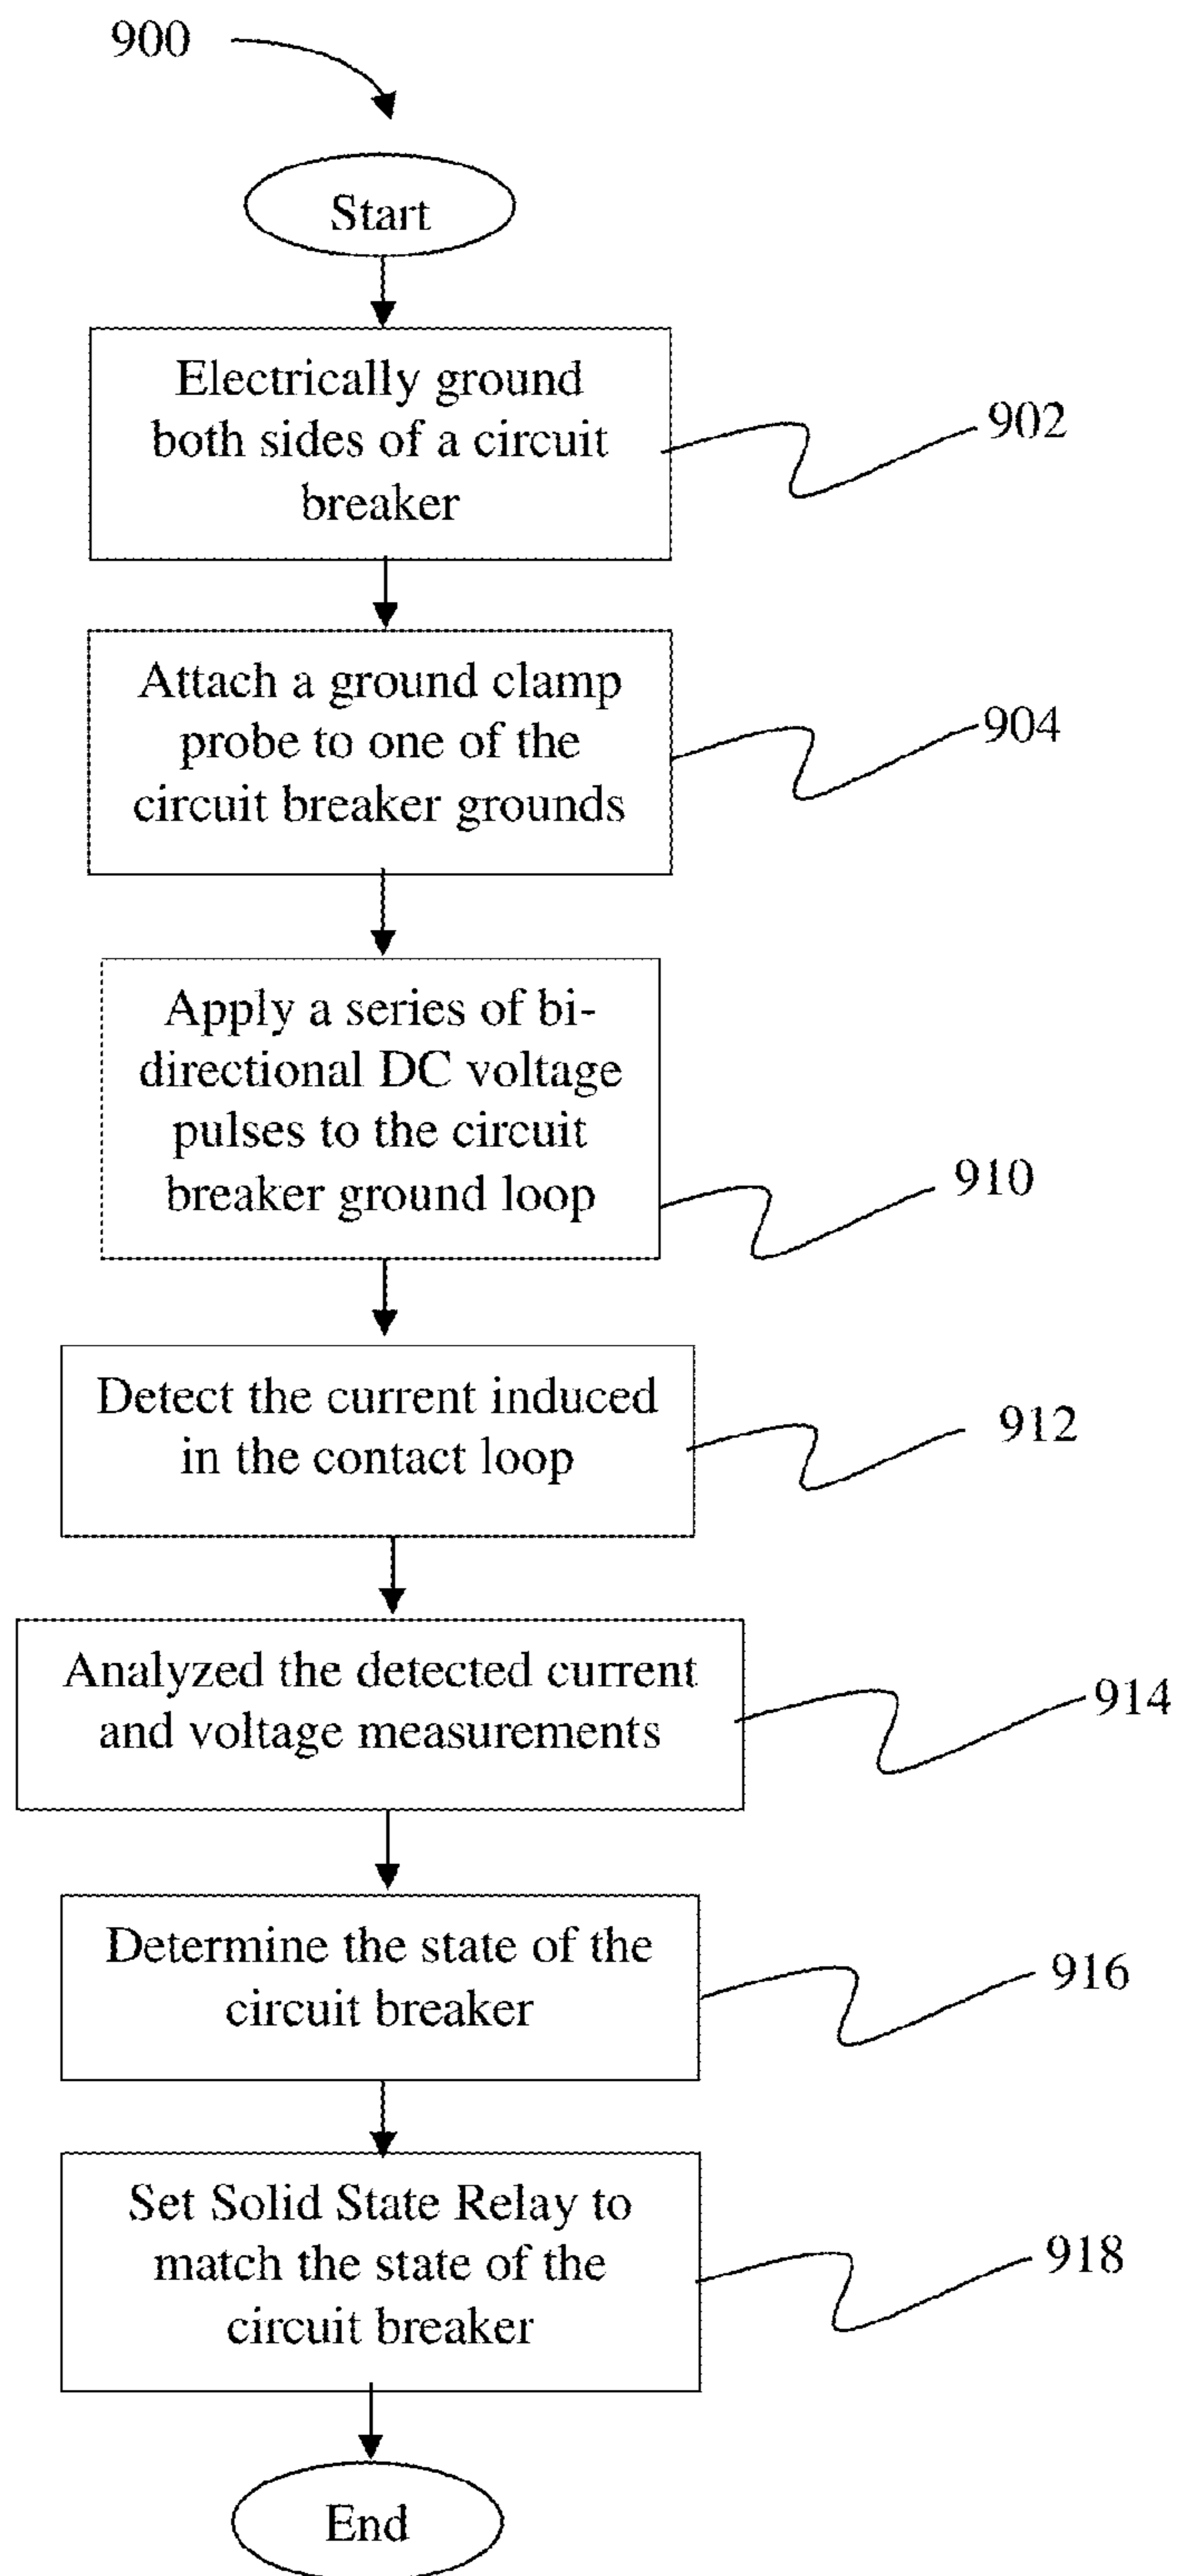 900
Start
Electrically ground
both sides of a circuit
breaker
902
Attach a ground clamp
probe to one of the
circuit breaker grounds
904
Apply a series of bi-
directional DC voltage
pulses to the circuit
breaker ground loop
910
Detect the current induced
in the contact loop
912
Analyzed the detected current
and voltage measurements
914
Determine the state of the
circuit breaker
916
Set Solid State Relay to
match the state of the
circuit breaker
918
End